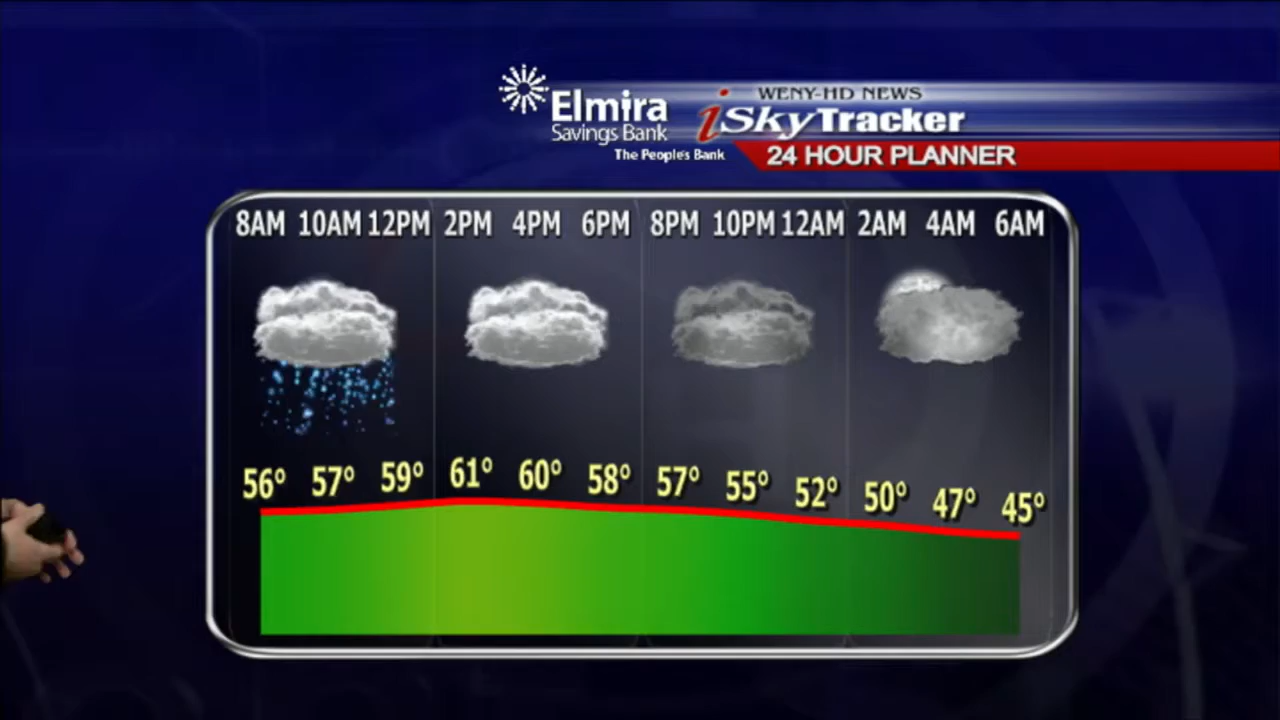 Elmira
Savings Bank
The People's Bank
WENY-HD NEWS
iSkyTracker
24 HOUR PLANNER
8AM 10AM 12PM 2PM 4PM 6PM 8PM 10PM 12AM 2AM 4AM 6AM
56° 57° 59° 61° 60° 58° 57° 55° 52° 50° 47° 45°